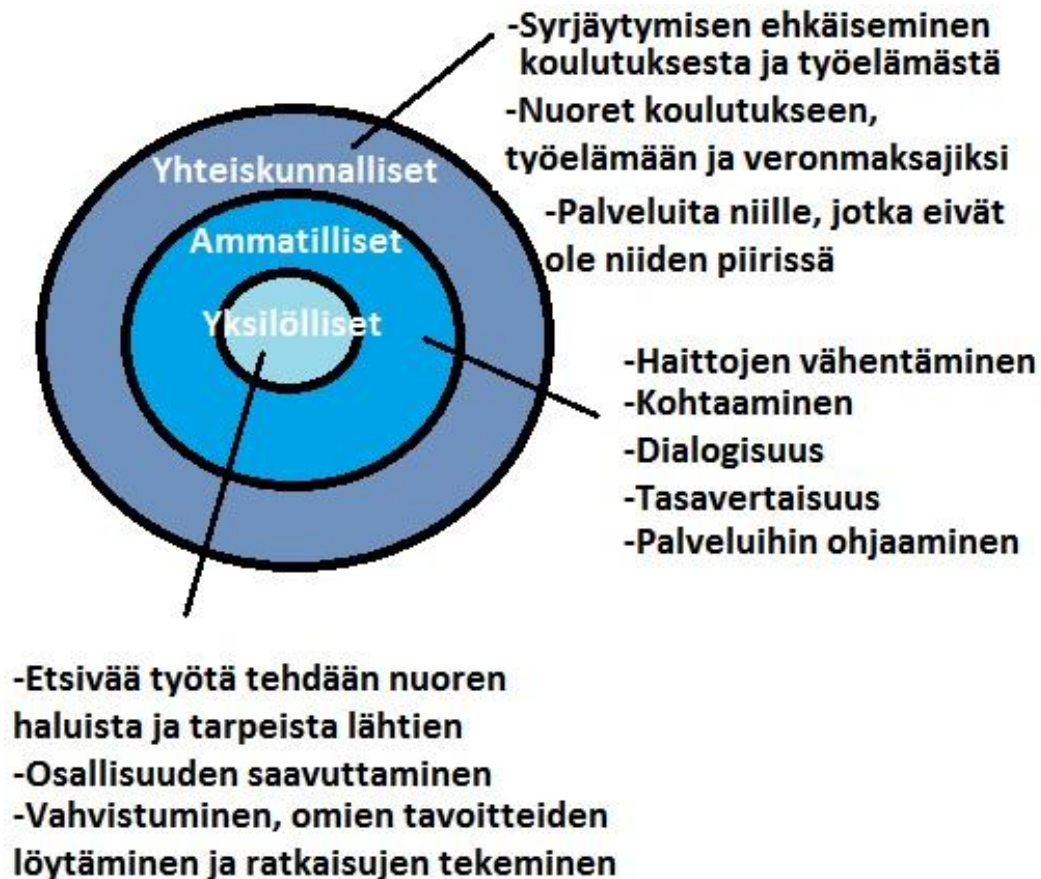 -Syrjäytymisen ehkäiseminen
koulutuksesta ja työelämästä
-Nuoret koulutukseen,
työelämään ja veronmaksajiksi
-Palveluita niille, jotka eivät
ole niiden piirissä
Yhteiskunnalliset
Ammatilliset
Yksilölliset
-Haittojen vähentäminen
-Kohtaaminen
-Dialogisuus
-Tasavertaisuus
-Palveluihin ohjaaminen
-Etsivää työtä tehdään nuoren
haluista ja tarpeista lähtien
-Osallisuuden saavuttaminen
-Vahvistuminen, omien tavoitteiden
löytäminen ja ratkaisujen tekeminen